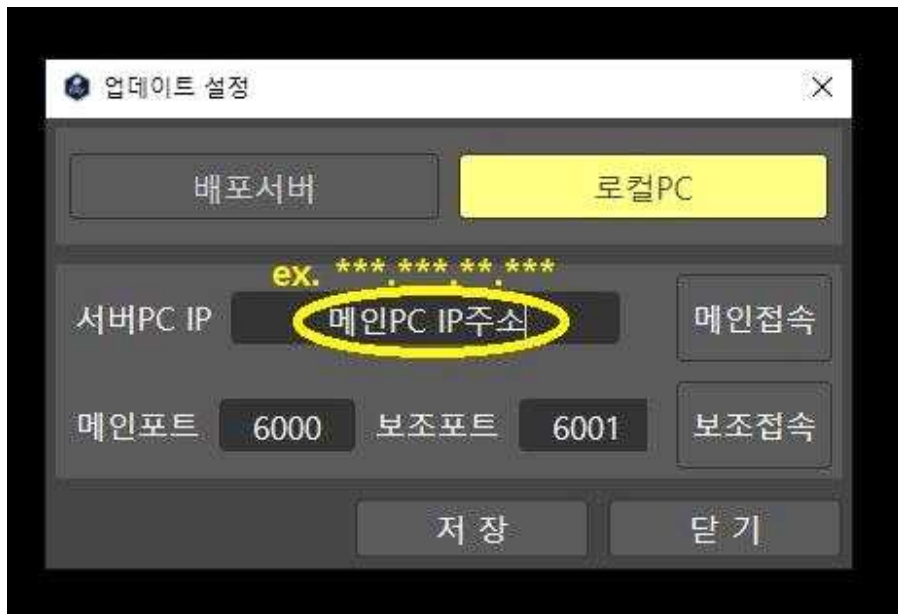 업데이트 설정
배포서버 로컬PC
ex. ***.***.**.***
서버PC IP 메인PC IP주소 메인접속
메인포트 6000 보조포트 6001 보조접속
저 장 닫 기